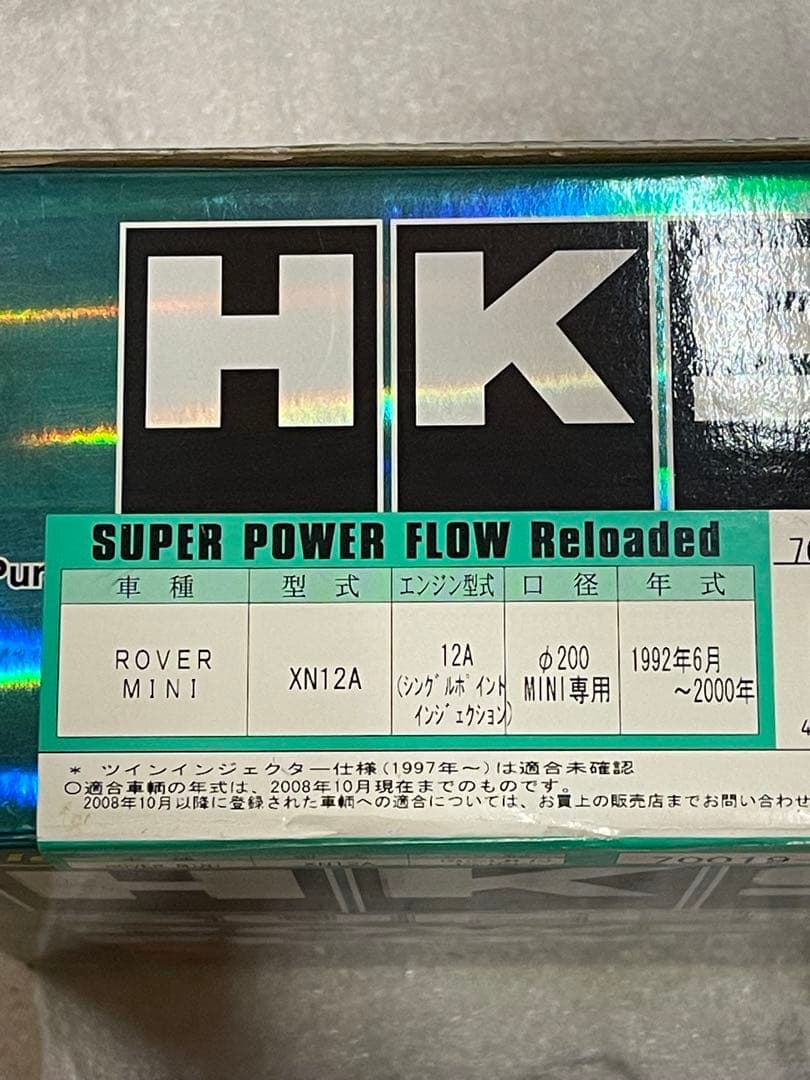 HKS
SUPER POWER FLOW Reloaded
車種 型式 エンジン型式 口径 年式
ROVER MINI XN12A 12A (シングルポイントインジェクション) φ200 MINI専用 1992年6月～2000年
* ツインインジェクター仕様(1997年～)は適合未確認
○適合車輌の年式は、2008年10月現在までのものです。
2008年10月以降に登録された車輌への適合については、お買上の販売店までお問い合わせ
XN12A 70019